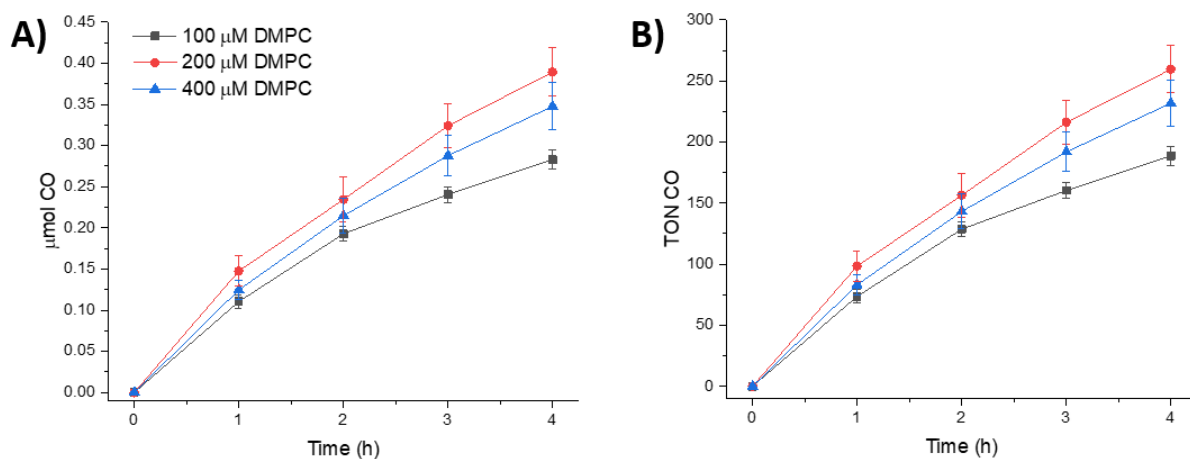 A)
100 μM DMPC
200 μM DMPC
400 μM DMPC
0.45
0.40
0.35
0.30
0.25
0.20
0.15
0.10
0.05
0.00
μmol CO
0 1 2 3 4
Time (h)
B)
300
250
200
150
100
50
0
TON CO
0 1 2 3 4
Time (h)